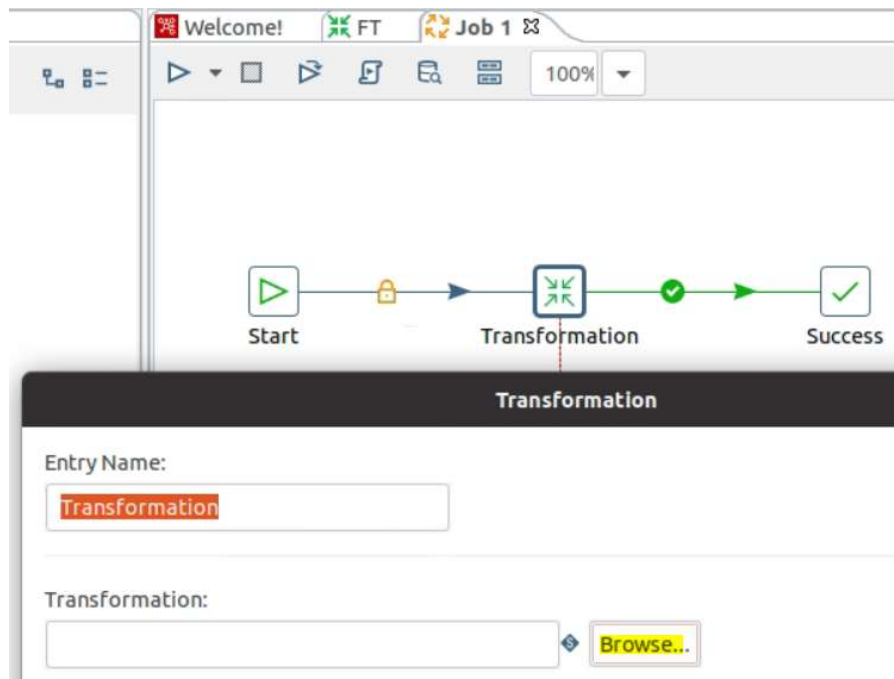 Welcome!
FT
Job 1
100%
Start
Transformation
Success
Transformation
Entry Name:
Transformation
Transformation:
Browse...